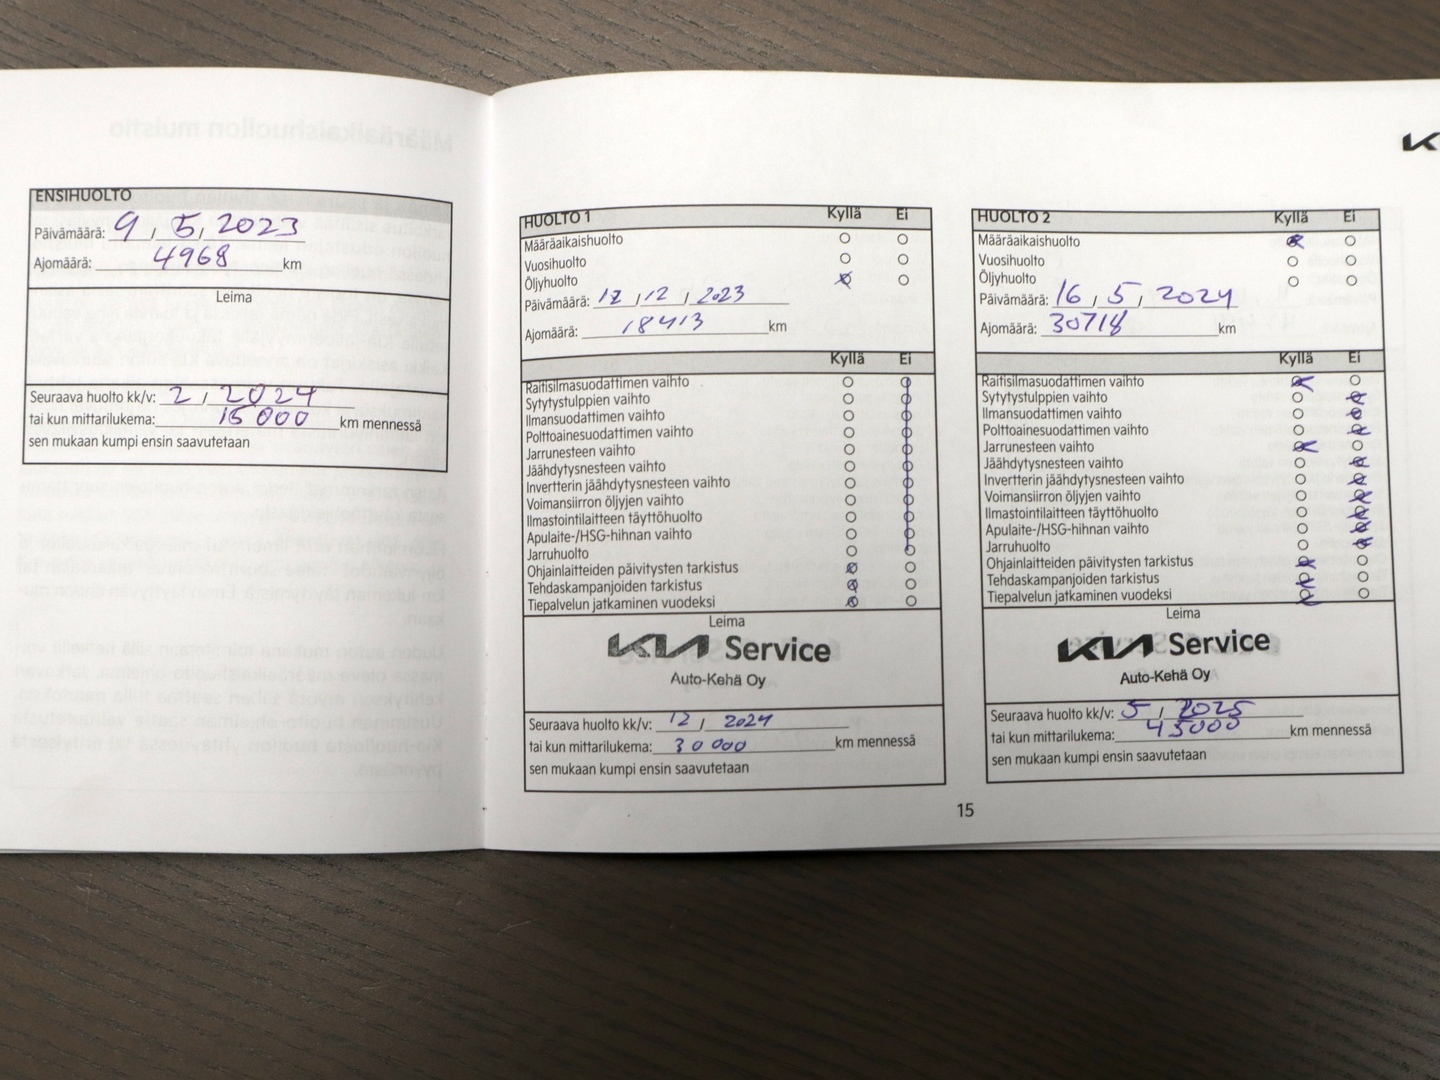 ENSIHUOLTO
Päivämäärä: 9 / 5 / 2023
Ajomäärä: 4968 km
Leima
Seuraava huolto kk/v: 2 / 2024
tai kun mittarilukema: 15 000 km mennessä
sen mukaan kumpi ensin saavutetaan
HUOLTO 1 Kyllä Ei
Määräaikaishuolto
Vuosihuolto
Öljyhuolto
Päivämäärä: 12 / 12 / 2023
Ajomäärä: 18413 km
Kyllä Ei
Raitisilmasuodattimen vaihto
Sytytystulppien vaihto
Ilmansuodattimen vaihto
Polttoainesuodattimen vaihto
Jarrunesteen vaihto
Jäähdytysnesteen vaihto
Invertterin jäähdytysnesteen vaihto
Voimansiirron öljyjen vaihto
Ilmastointilaitteen täyttöhuolto
Apulaite-/HSG-hihnan vaihto
Jarruhuolto
Ohjainlaitteiden päivitysten tarkistus
Tehdaskampanjoiden tarkistus
Tiepalvelun jatkaminen vuodeksi
Leima
KIA Service
Auto-Kehä Oy
Seuraava huolto kk/v: 12 / 2024
tai kun mittarilukema: 30 000 km mennessä
sen mukaan kumpi ensin saavutetaan
HUOLTO 2 Kyllä Ei
Määräaikaishuolto
Vuosihuolto
Öljyhuolto
Päivämäärä: 16 / 5 / 2024
Ajomäärä: 30718 km
Kyllä Ei
Raitisilmasuodattimen vaihto
Sytytystulppien vaihto
Ilmansuodattimen vaihto
Polttoainesuodattimen vaihto
Jarrunesteen vaihto
Jäähdytysnesteen vaihto
Invertterin jäähdytysnesteen vaihto
Voimansiirron öljyjen vaihto
Ilmastointilaitteen täyttöhuolto
Apulaite-/HSG-hihnan vaihto
Jarruhuolto
Ohjainlaitteiden päivitysten tarkistus
Tehdaskampanjoiden tarkistus
Tiepalvelun jatkaminen vuodeksi
Leima
KIA Service
Auto-Kehä Oy
Seuraava huolto kk/v: 5 / 2025
tai kun mittarilukema: 45000 km mennessä
sen mukaan kumpi ensin saavutetaan
15